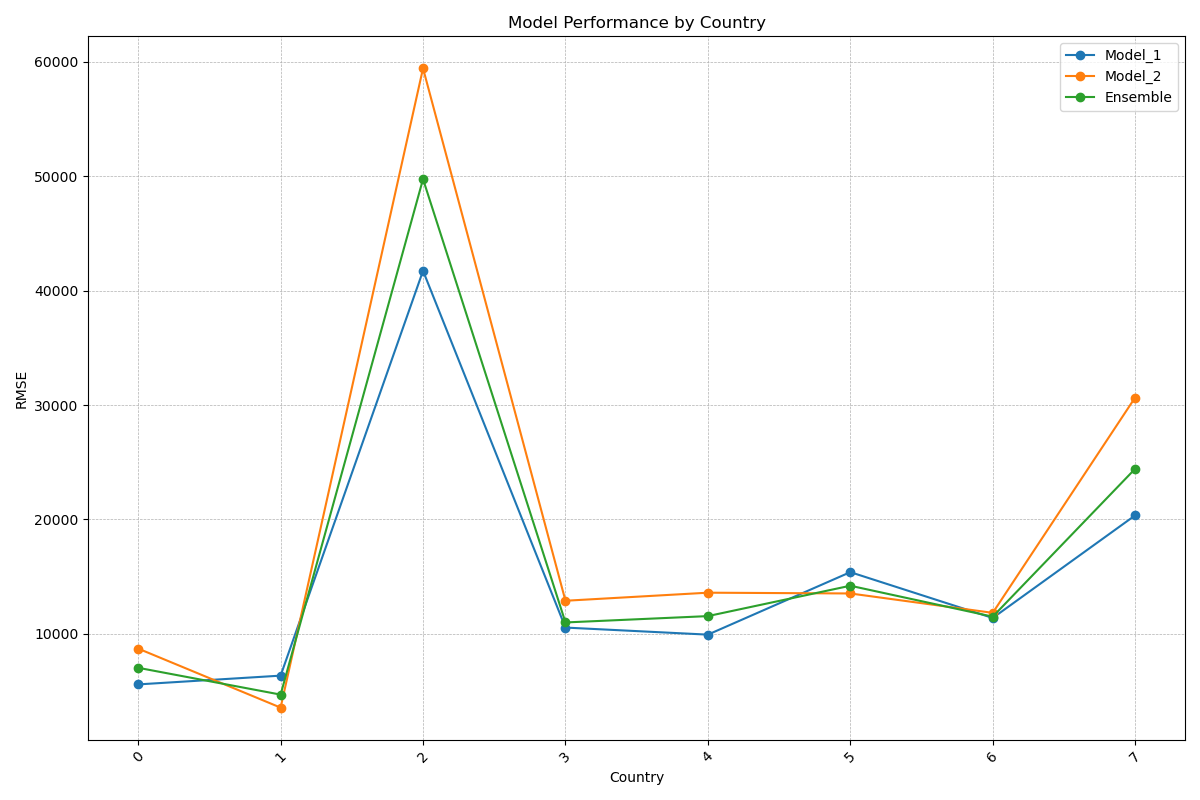 Model Performance by Country
Model_1
Model_2
Ensemble
60000
50000
40000
30000
20000
10000
RMSE
0 1 2 3 4 5 6 7
Country